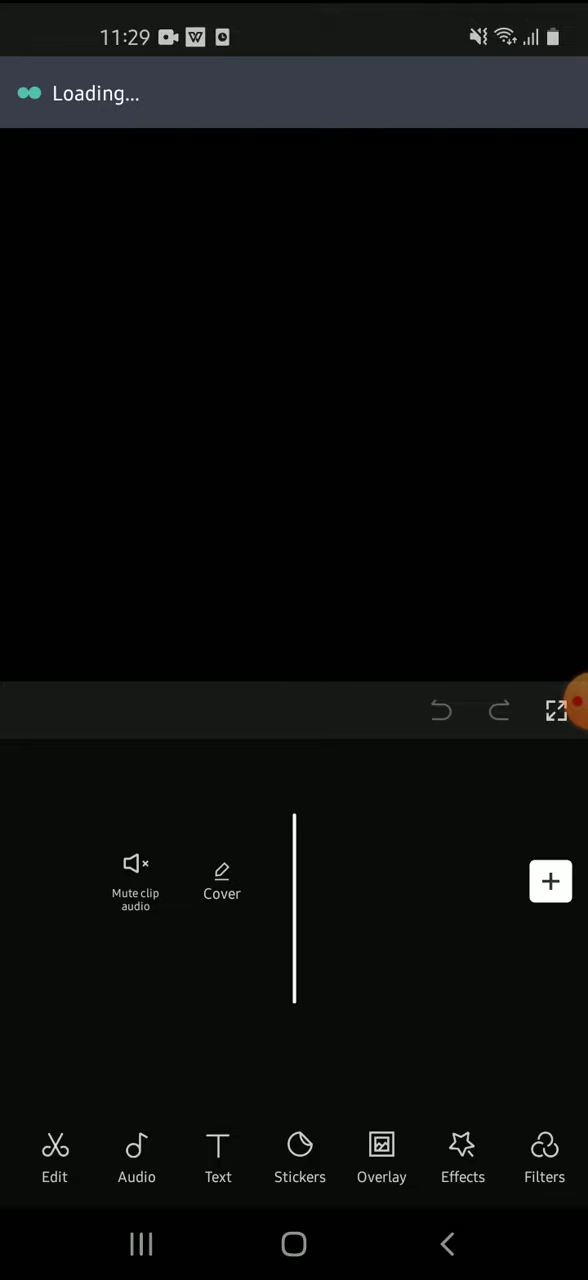 11:29
Loading...
Mute clip
audio
Cover
Edit
Audio
Text
Stickers
Overlay
Effects
Filters